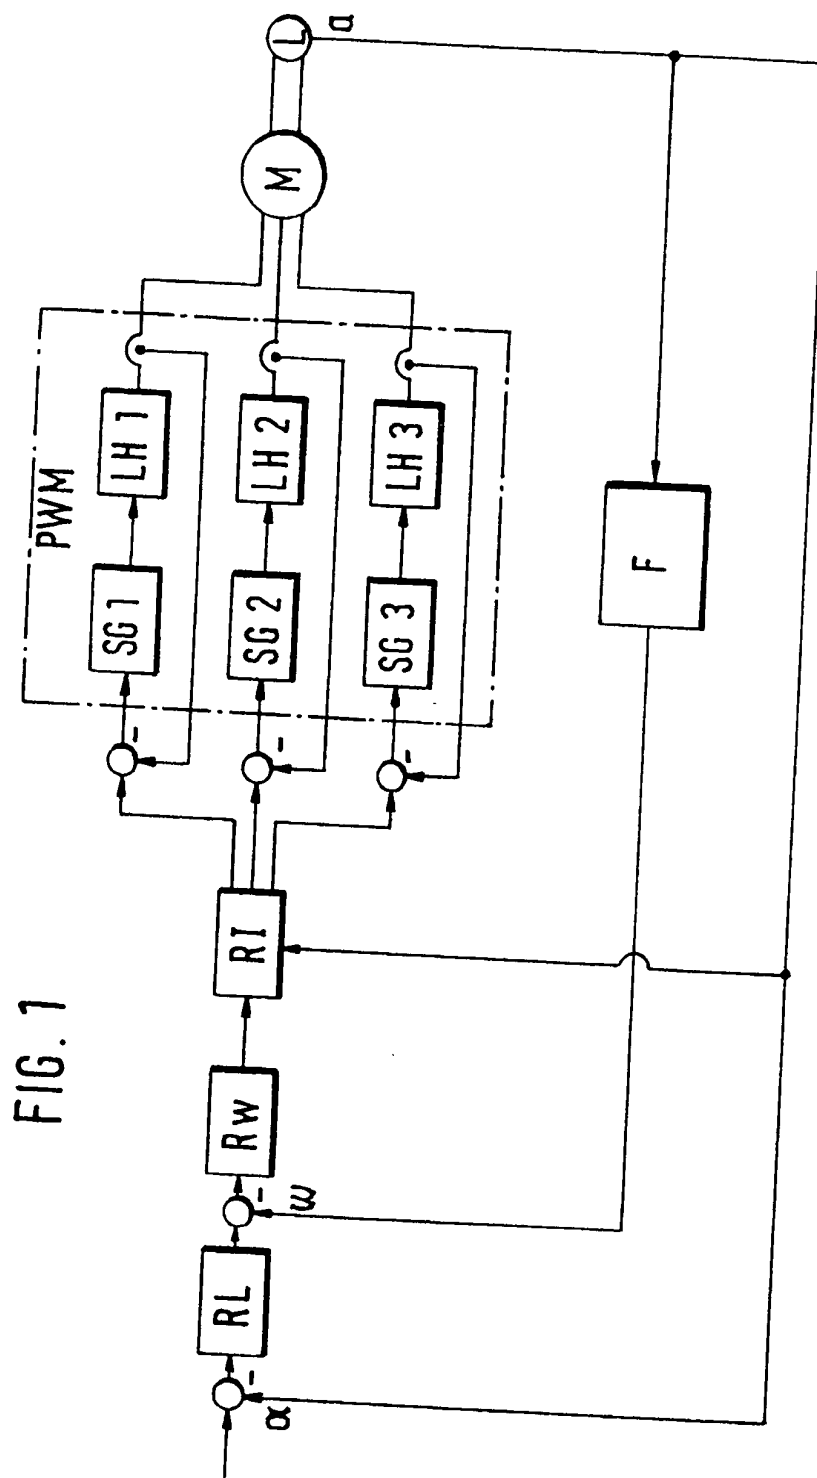 FIG. 1
PWM
SG 1
LH 1
SG 2
LH 2
SG 3
LH 3
M
L
a
RL
RW
RI
-
-
-
-
-
α
ω
F